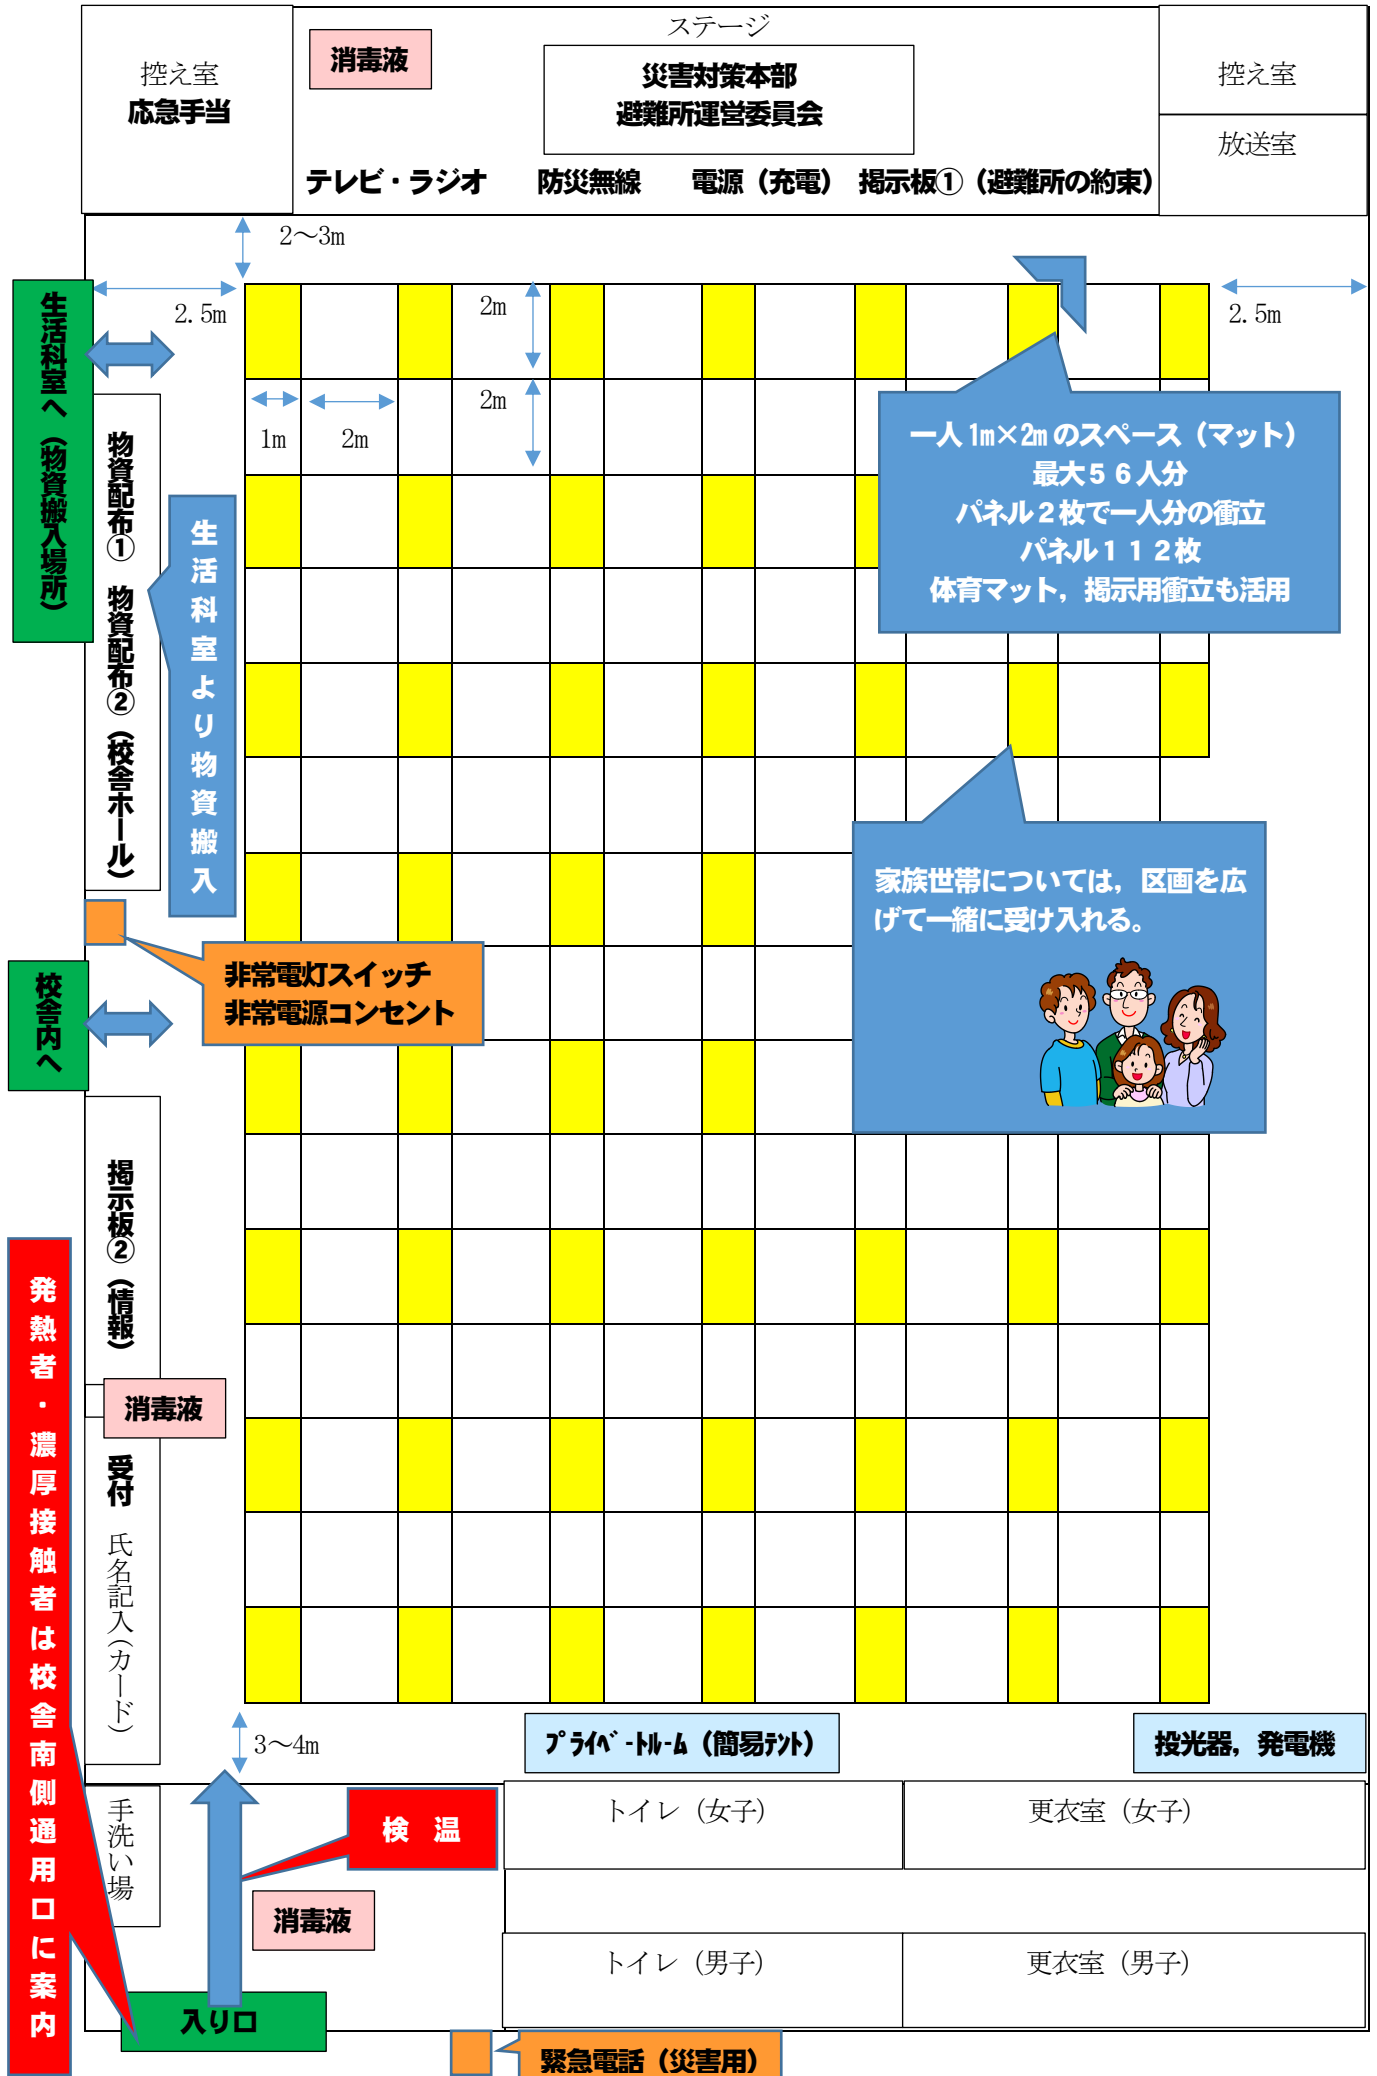 ステージ
控え室
応急手当
消毒液
災害対策本部
避難所運営委員会
控え室
放送室
テレビ・ラジオ
防災無線
電源（充電）
掲示板①（避難所の約束）
2～3m
2.5m
2m
2.5m
2m
1m
2m
生活科室へ（物資搬入場所）
物資配布①　物資配布②（校舎ホール）
生活科室より物資搬入
一人1m×2mのスペース（マット）
最大５６人分
パネル２枚で一人分の衝立
パネル１１２枚
体育マット，掲示用衝立も活用
家族世帯については，区画を広
げて一緒に受け入れる。
非常電灯スイッチ
非常電源コンセント
校舎内へ
掲示板②（情報）
発熱者・濃厚接触者は校舎南側通用口に案内
消毒液
受付　氏名記入（カード）
3～4m
ﾌﾟﾗｲﾍﾞ-ﾄﾙ-ﾑ（簡易ﾃﾝﾄ）
投光器，発電機
手洗い場
検　温
トイレ（女子）
更衣室（女子）
消毒液
トイレ（男子）
更衣室（男子）
入り口
緊急電話（災害用）